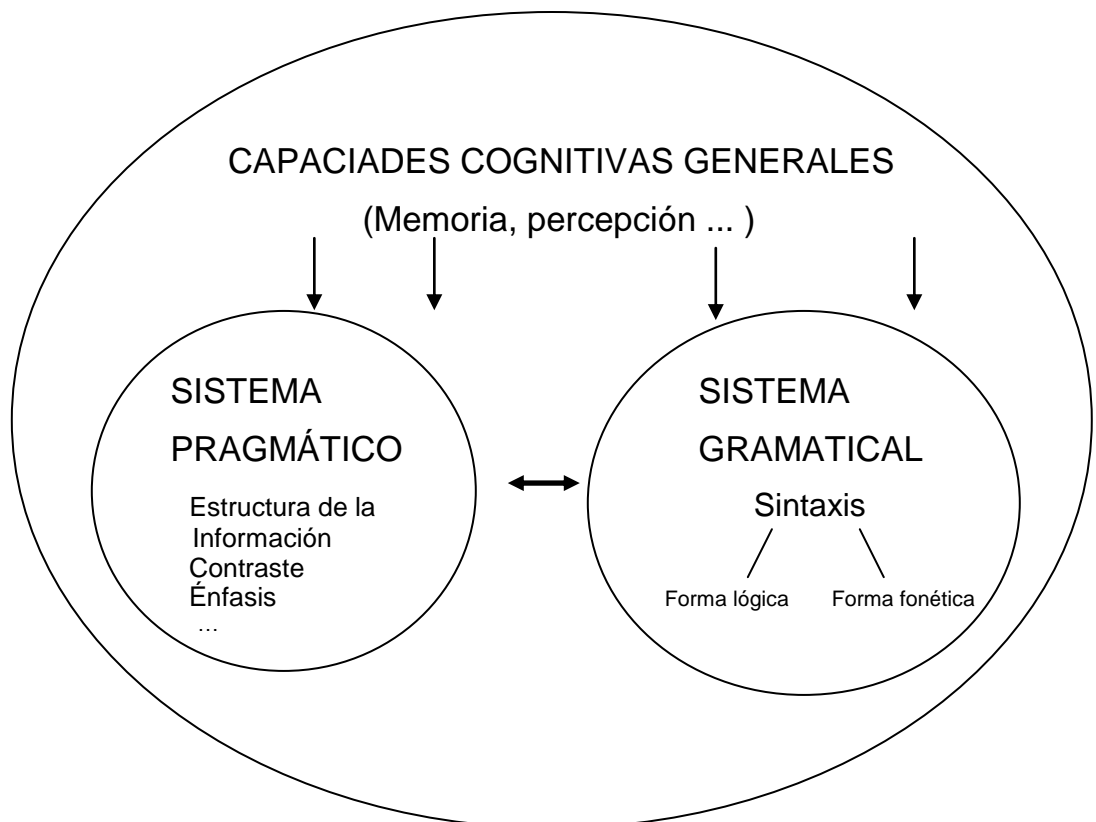 CAPACIADES COGNITIVAS GENERALES
(Memoria, percepción ... )
SISTEMA
PRAGMÁTICO
Estructura de la
Información
Contraste
Énfasis
...
SISTEMA
GRAMATICAL
Sintaxis
Forma lógica
Forma fonética